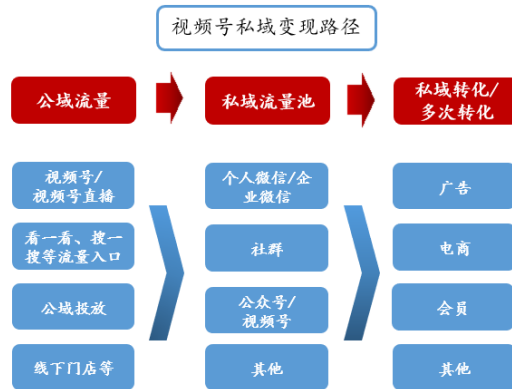 视频号私域变现路径
公域流量
私域流量池
私域转化/
多次转化
视频号/
视频号直播
看一看、搜一
搜等流量入口
公域投放
线下门店等
个人微信/企
业微信
社群
公众号/
视频号
其他
广告
电商
会员
其他